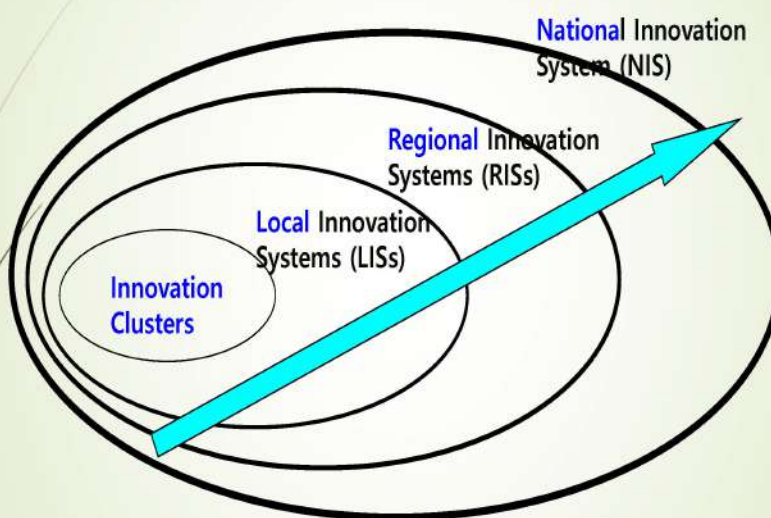 National Innovation
System (NIS)
Regional Innovation
Systems (RISs)
Local Innovation
Systems (LISs)
Innovation
Clusters